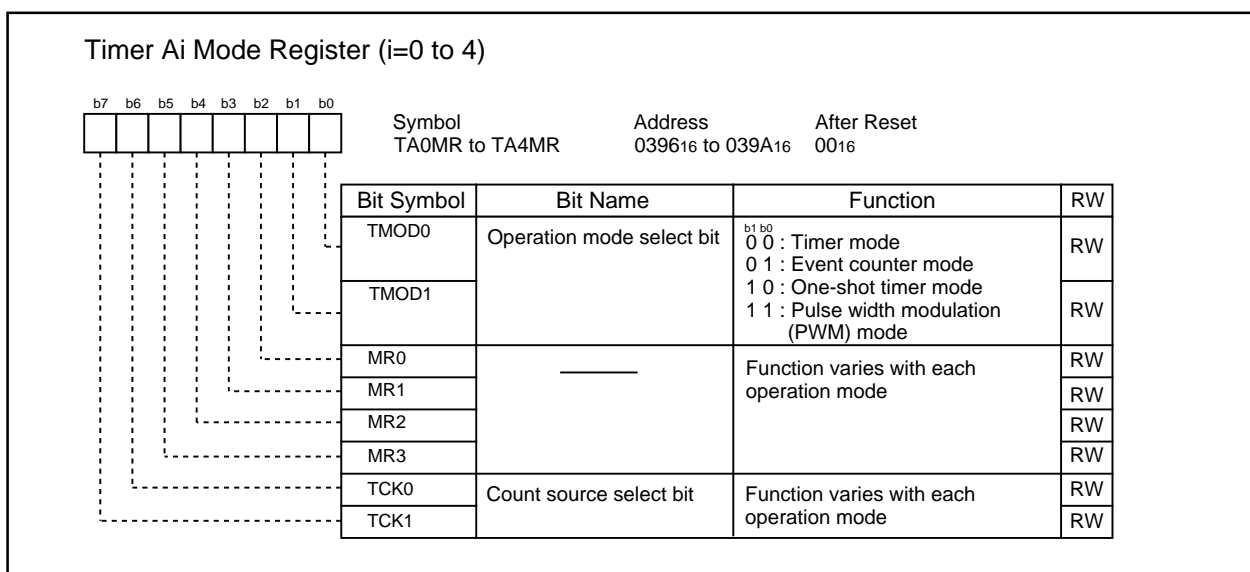 Timer Ai Mode Register (i=0 to 4)
b7 b6 b5 b4 b3 b2 b1 b0
Symbol Address After Reset
TA0MR to TA4MR 039616 to 039A16 0016
Bit Symbol Bit Name Function RW
TMOD0 Operation mode select bit b1 b0
0 0 : Timer mode RW
0 1 : Event counter mode
TMOD1 1 0 : One-shot timer mode
1 1 : Pulse width modulation RW
(PWM) mode
MR0 Function varies with each RW
MR1 operation mode RW
MR2 RW
MR3 RW
TCK0 Count source select bit Function varies with each RW
TCK1 operation mode RW